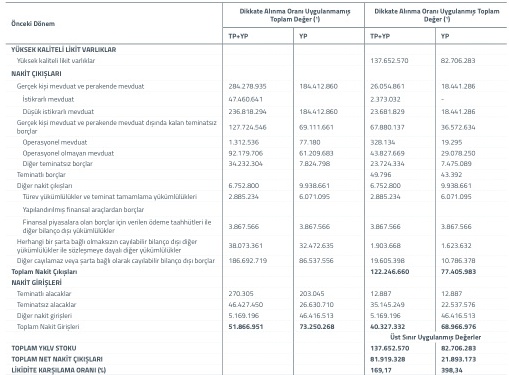 Önceki Dönem
Dikkate Alınma Oranı Uygulanmamış Toplam Değer (¹)
Dikkate Alınma Oranı Uygulanmış Toplam Değer (¹)
TP+YP YP TP+YP YP
YÜKSEK KALİTELİ LİKİT VARLIKLAR
Yüksek kaliteli likit varlıklar 137.652.570 82.706.283
NAKİT ÇIKIŞLARI
Gerçek kişi mevduat ve perakende mevduat 284.278.935 184.412.860 26.054.861 18.441.286
İstikrarlı mevduat 47.460.641 2.373.032 -
Düşük istikrarlı mevduat 236.818.294 184.412.860 23.681.829 18.441.286
Gerçek kişi mevduat ve perakende mevduat dışında kalan teminatsız
borçlar 127.724.546 69.111.661 67.880.137 36.572.634
Operasyonel mevduat 1.312.536 77.180 328.134 19.295
Operasyonel olmayan mevduat 92.179.706 61.209.683 43.827.669 29.078.250
Diğer teminatsız borçlar 34.232.304 7.824.798 23.724.334 7.475.089
Teminatlı borçlar 49.796 43.392
Diğer nakit çıkışları 6.752.800 9.938.661 6.752.800 9.938.661
Türev yükümlülükler ve teminat tamamlama yükümlülükleri 2.885.234 6.071.095 2.885.234 6.071.095
Yapılandırılmış finansal araçlardan borçlar
Finansal piyasalara olan borçlar için verilen ödeme taahhütleri ile
diğer bilanço dışı yükümlülükler 3.867.566 3.867.566 3.867.566 3.867.566
Herhangi bir şarta bağlı olmaksızın cayılabilir bilanço dışı diğer
yükümlülükler ile sözleşmeye dayalı diğer yükümlülükler 38.073.361 32.472.635 1.903.668 1.623.632
Diğer cayılamaz veya şarta bağlı olarak cayılabilir bilanço dışı borçlar 186.692.719 86.537.556 19.605.398 10.786.378
Toplam Nakit Çıkışları 122.246.660 77.405.983
NAKİT GİRİŞLERİ
Teminatlı alacaklar 270.305 203.045 12.887 12.887
Teminatsız alacaklar 46.427.450 26.630.710 35.145.249 22.537.576
Diğer nakit girişleri 5.169.196 46.416.513 5.169.196 46.416.513
Toplam Nakit Girişleri 51.866.951 73.250.268 40.327.332 68.966.976
Üst Sınır Uygulanmış Değerler
TOPLAM YKLV STOKU 137.652.570 82.706.283
TOPLAM NET NAKİT ÇIKIŞLARI 81.919.328 21.893.173
LİKİDİTE KARŞILAMA ORANI (%) 169,17 398,34